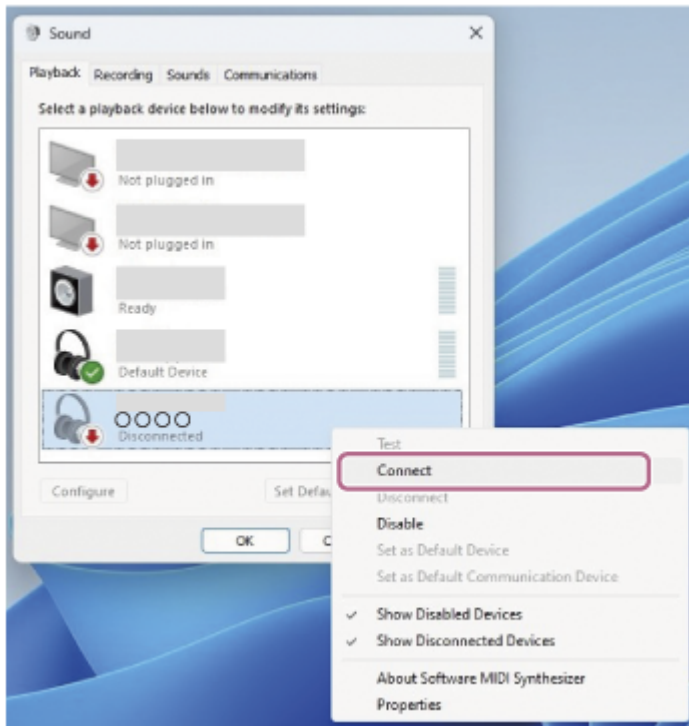 Sound
Playback Recording Sounds Communications
Select a playback device below to modify its settings:
Not plugged in
Not plugged in
Ready
Default Device
○○○○
Disconnected
Configure
Set Defau
OK
C
Test
Connect
Disconnect
Disable
Set as Default Device
Set as Default Communication Device
Show Disabled Devices
Show Disconnected Devices
About Software MIDI Synthesizer
Properties